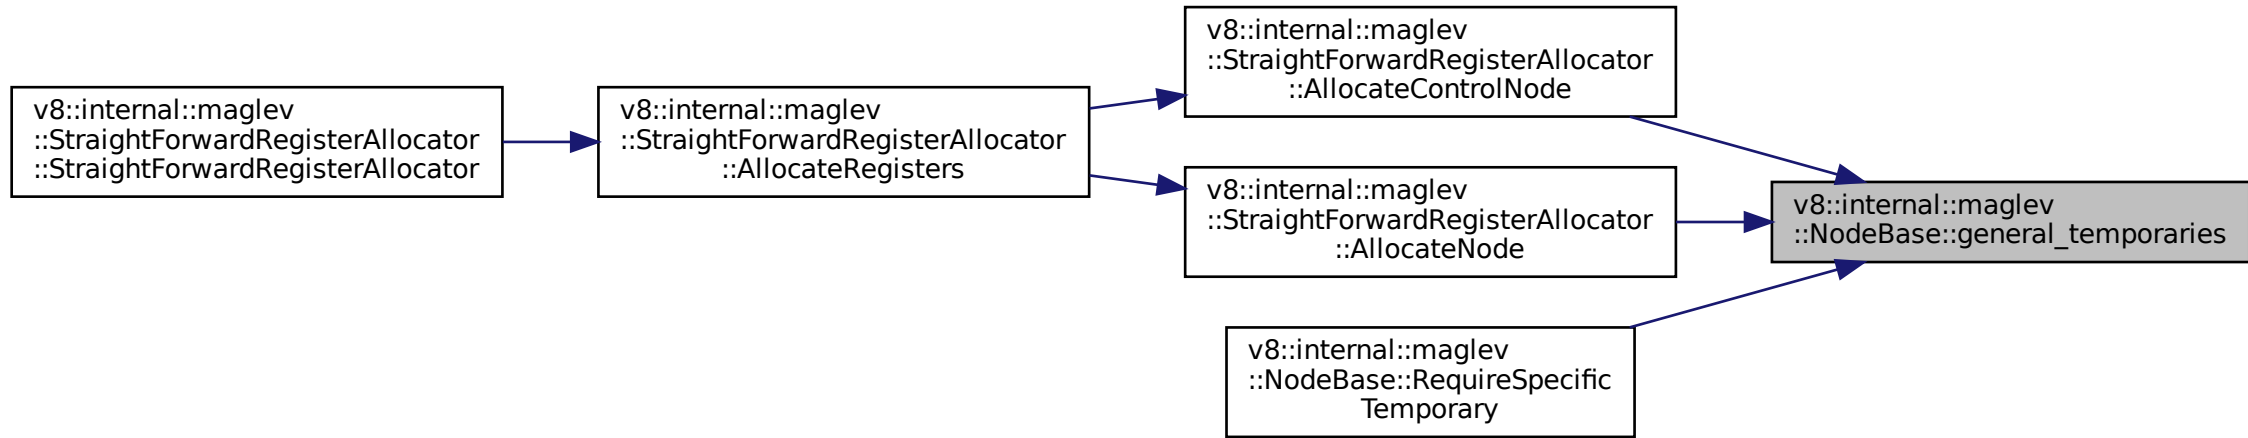 v8::internal::maglev
::StraightForwardRegisterAllocator
::StraightForwardRegisterAllocator
v8::internal::maglev
::StraightForwardRegisterAllocator
::AllocateRegisters
v8::internal::maglev
::StraightForwardRegisterAllocator
::AllocateControlNode
v8::internal::maglev
::StraightForwardRegisterAllocator
::AllocateNode
v8::internal::maglev
::NodeBase::RequireSpecific
Temporary
v8::internal::maglev
::NodeBase::general_temporaries